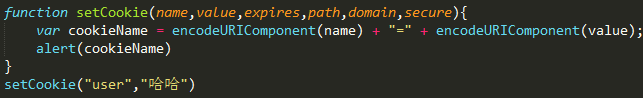 function setCookie(name,value,expires,path,domain,secure){
    var cookieName = encodeURIComponent(name) + "=" + encodeURIComponent(value);
    alert(cookieName)
}
setCookie("user","哈哈")